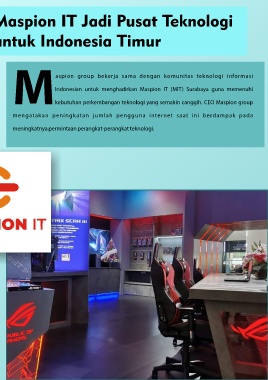 Maspion IT Jadi Pusat Teknologi
untuk Indonesia Timur
Maspion group bekerja sama dengan komunitas teknologi informasi
Indonesian untuk menghadirkan Maspion IT (MIT) Surabaya guna memenuhi
kebutuhan perkembangan teknologi yang semakin canggih. CEO Maspion group
mengatakan peningkatan jumlah pengguna internet saat ini berdampak pada
meningkatnya permintaan perangkat-perangkat teknologi.
PION IT